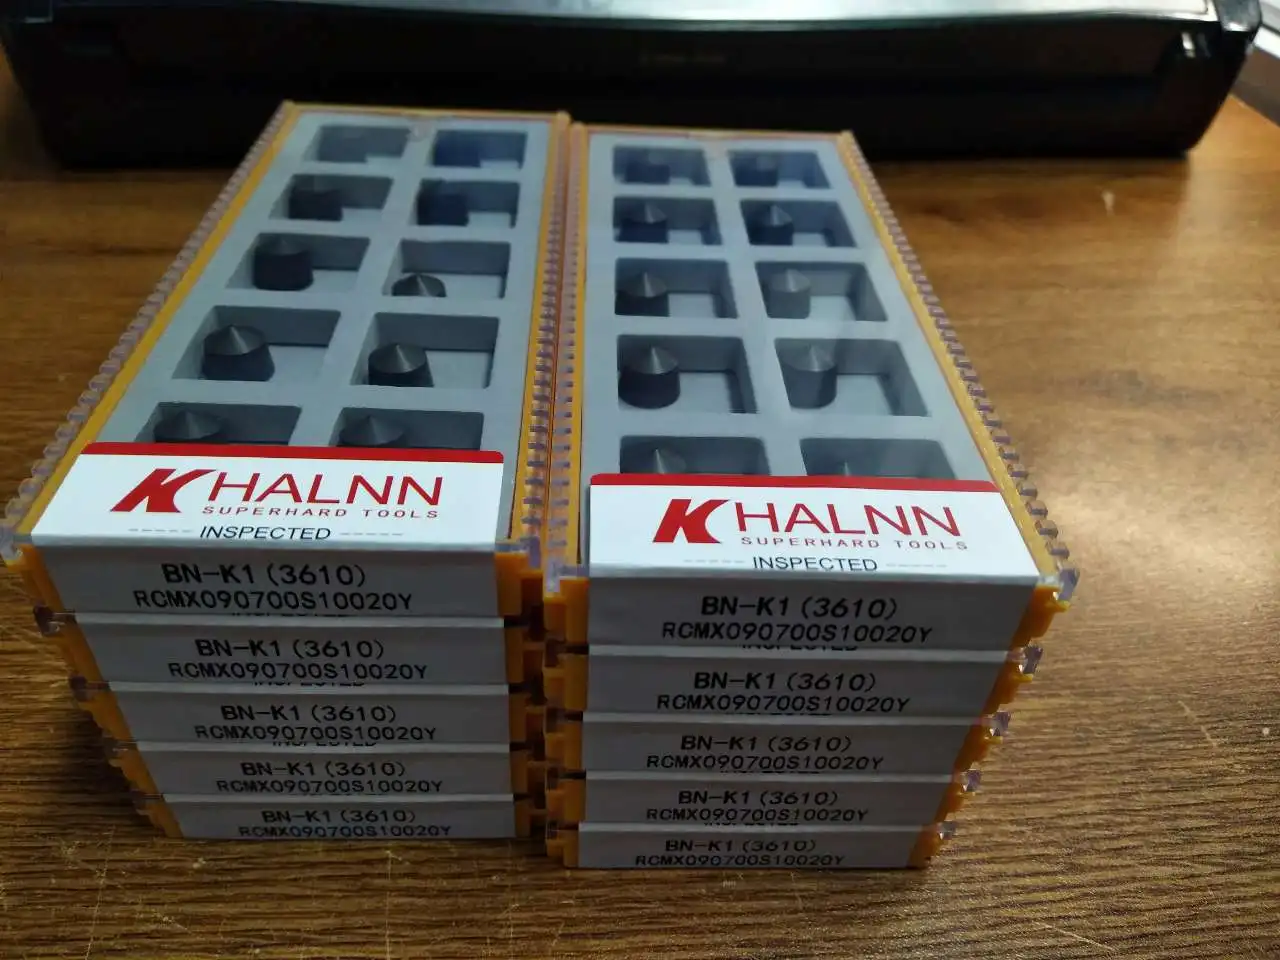 KHALNN
SUPERHARD TOOLS
----- INSPECTED -----
BN-K1 (3610)
RCMX090700S10020Y
BN-K1 (3610)
RCMX090700S10020Y
BN-K1 (3610)
RCMX090700S10020Y
BN-K1 (3610)
RCMX090700S10020Y
BN-K1 (3610)
RCMX090700S10020Y
KHALNN
SUPERHARD TOOLS
----- INSPECTED -----
BN-K1 (3610)
RCMX090700S10020Y
BN-K1 (3610)
RCMX090700S10020Y
BN-K1 (3610)
RCMX090700S10020Y
BN-K1 (3610)
RCMX090700S10020Y
BN-K1 (3610)
RCMX090700S10020Y